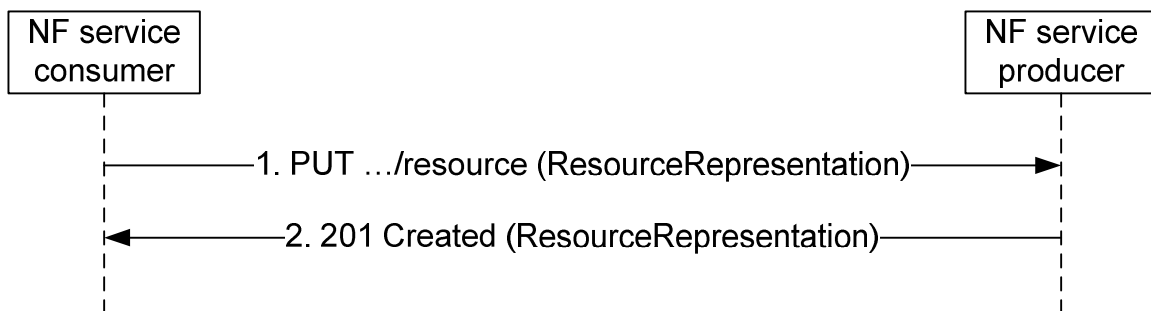 NF service
consumer
NF service
producer
1. PUT …/resource (ResourceRepresentation)
2. 201 Created (ResourceRepresentation)